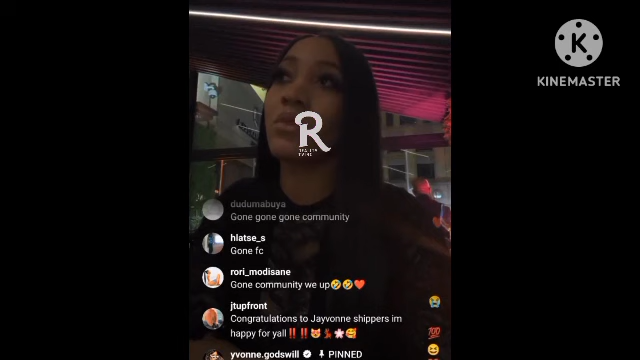 K
KINEMASTER
R
dudumabuya
Gone gone gone community
hlatse_s
Gone fc
rori_modisane
Gone community we up🤣🤣❤️
jtupfront
Congratulations to Jayvonne shippers im
happy for yall‼️‼️😻💃🌸🥰
yvonne.godswill PINNED
💯